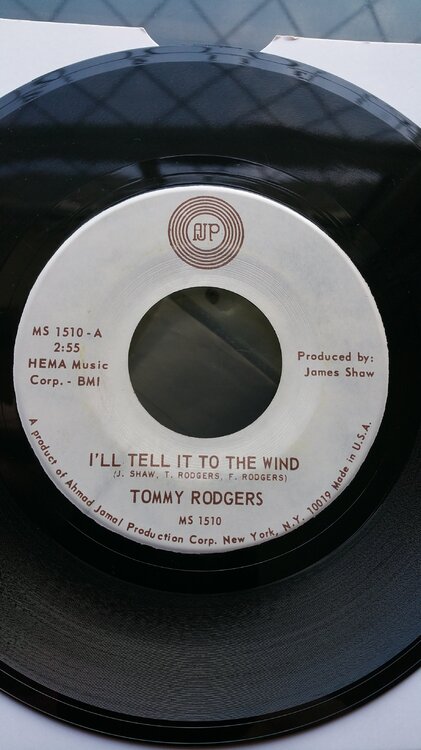 AJP
MS 1510-A
2:55
HEMA Music
Corp. - BMI
Produced by:
James Shaw
I'LL TELL IT TO THE WIND
(J. SHAW, T. RODGERS, F. RODGERS)
TOMMY RODGERS
MS 1510
A product of Ahmad Jamal Production Corp. New York, N.Y. 10019 Made in U.S.A.